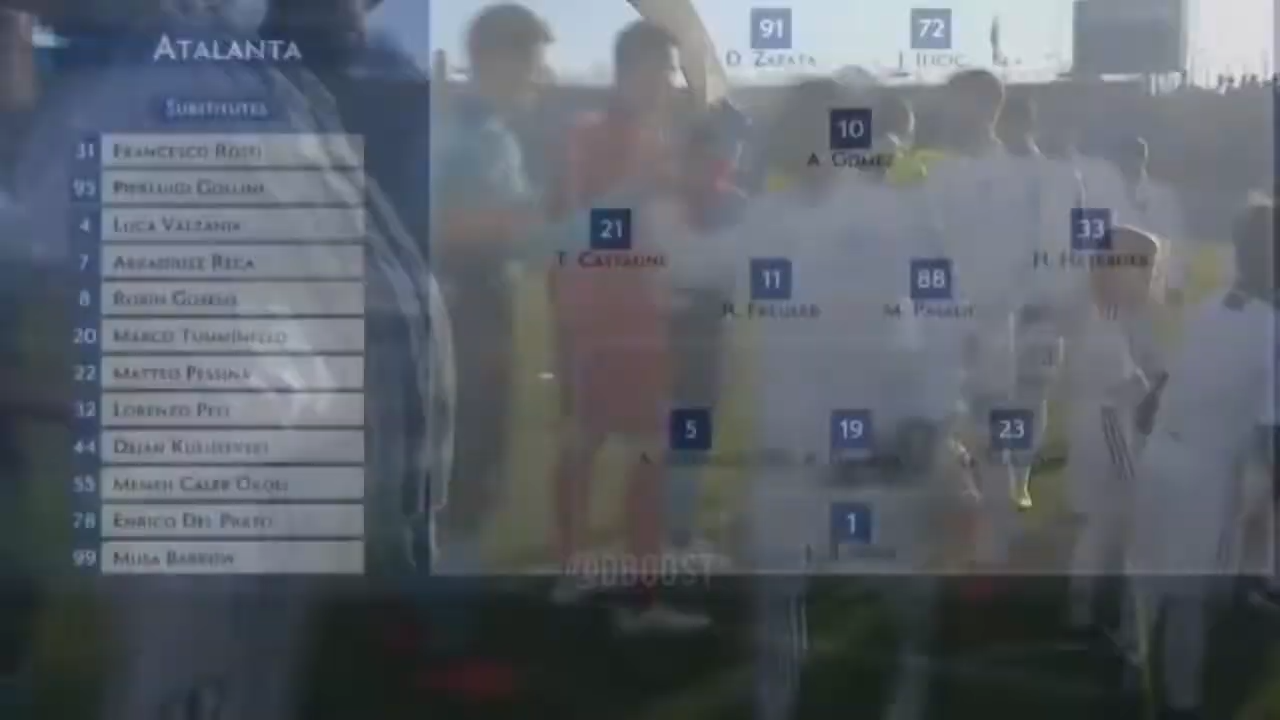 ATALANTA
SUBSTITUTES
31 FRANCESCO ROSSI
95 PIERLUIGI GOLLINI
4 LUCA VALZANIA
7 ARKADIUSZ RECA
8 ROBIN GOSENS
20 MARCO TUMMINELLO
22 MATTEO PESSINA
32 LORENZO PELI
44 DEJAN KULUSEVSKI
55 MEMEH CALEB OKOLI
78 ENRICO DEL PRATO
99 MUSA BARROW
91 72
D. ZAPATA J. ILICIC
10
A. GOMEZ
21 33
T. CASTAGNE H. HATEBOER
11 88
R. FREULER M. PASALIC
5 19 23
1
#9DBOOST